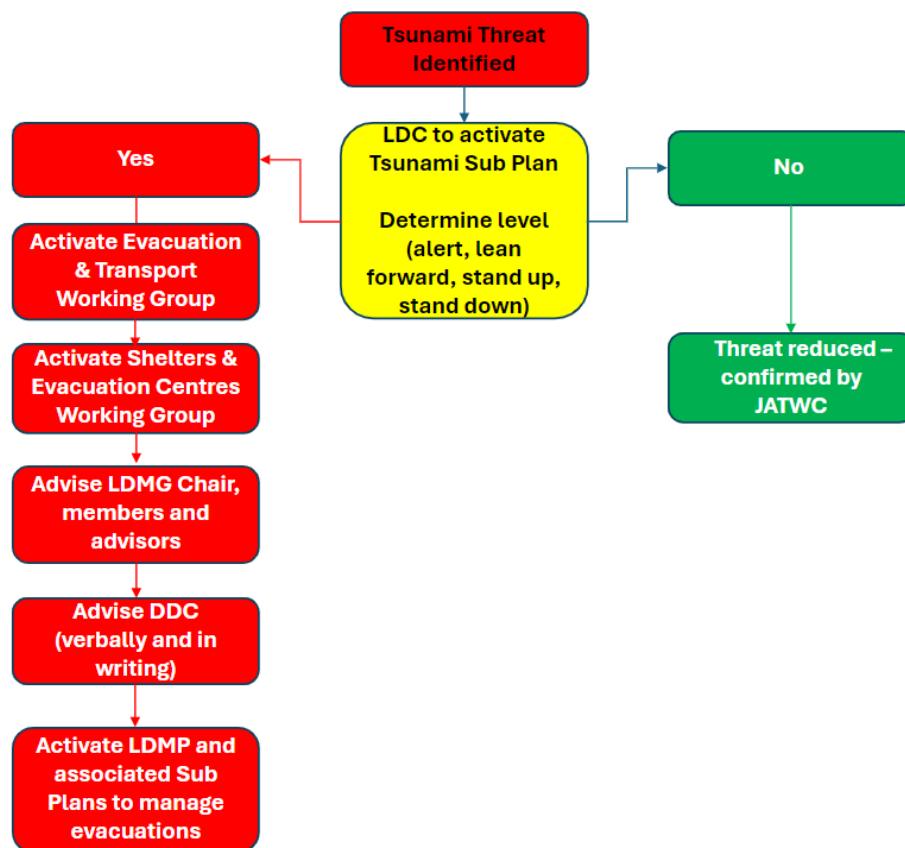 Tsunami Threat
Identified
LDC to activate
Tsunami Sub Plan
Determine level
(alert, lean
forward, stand up,
stand down)
Yes
Activate Evacuation
& Transport
Working Group
Activate Shelters &
Evacuation Centres
Working Group
Advise LDMG Chair,
members and
advisors
Advise DDC
(verbally and in
writing)
Activate LDMP and
associated Sub
Plans to manage
evacuations
No
Threat reduced –
confirmed by
JATWC